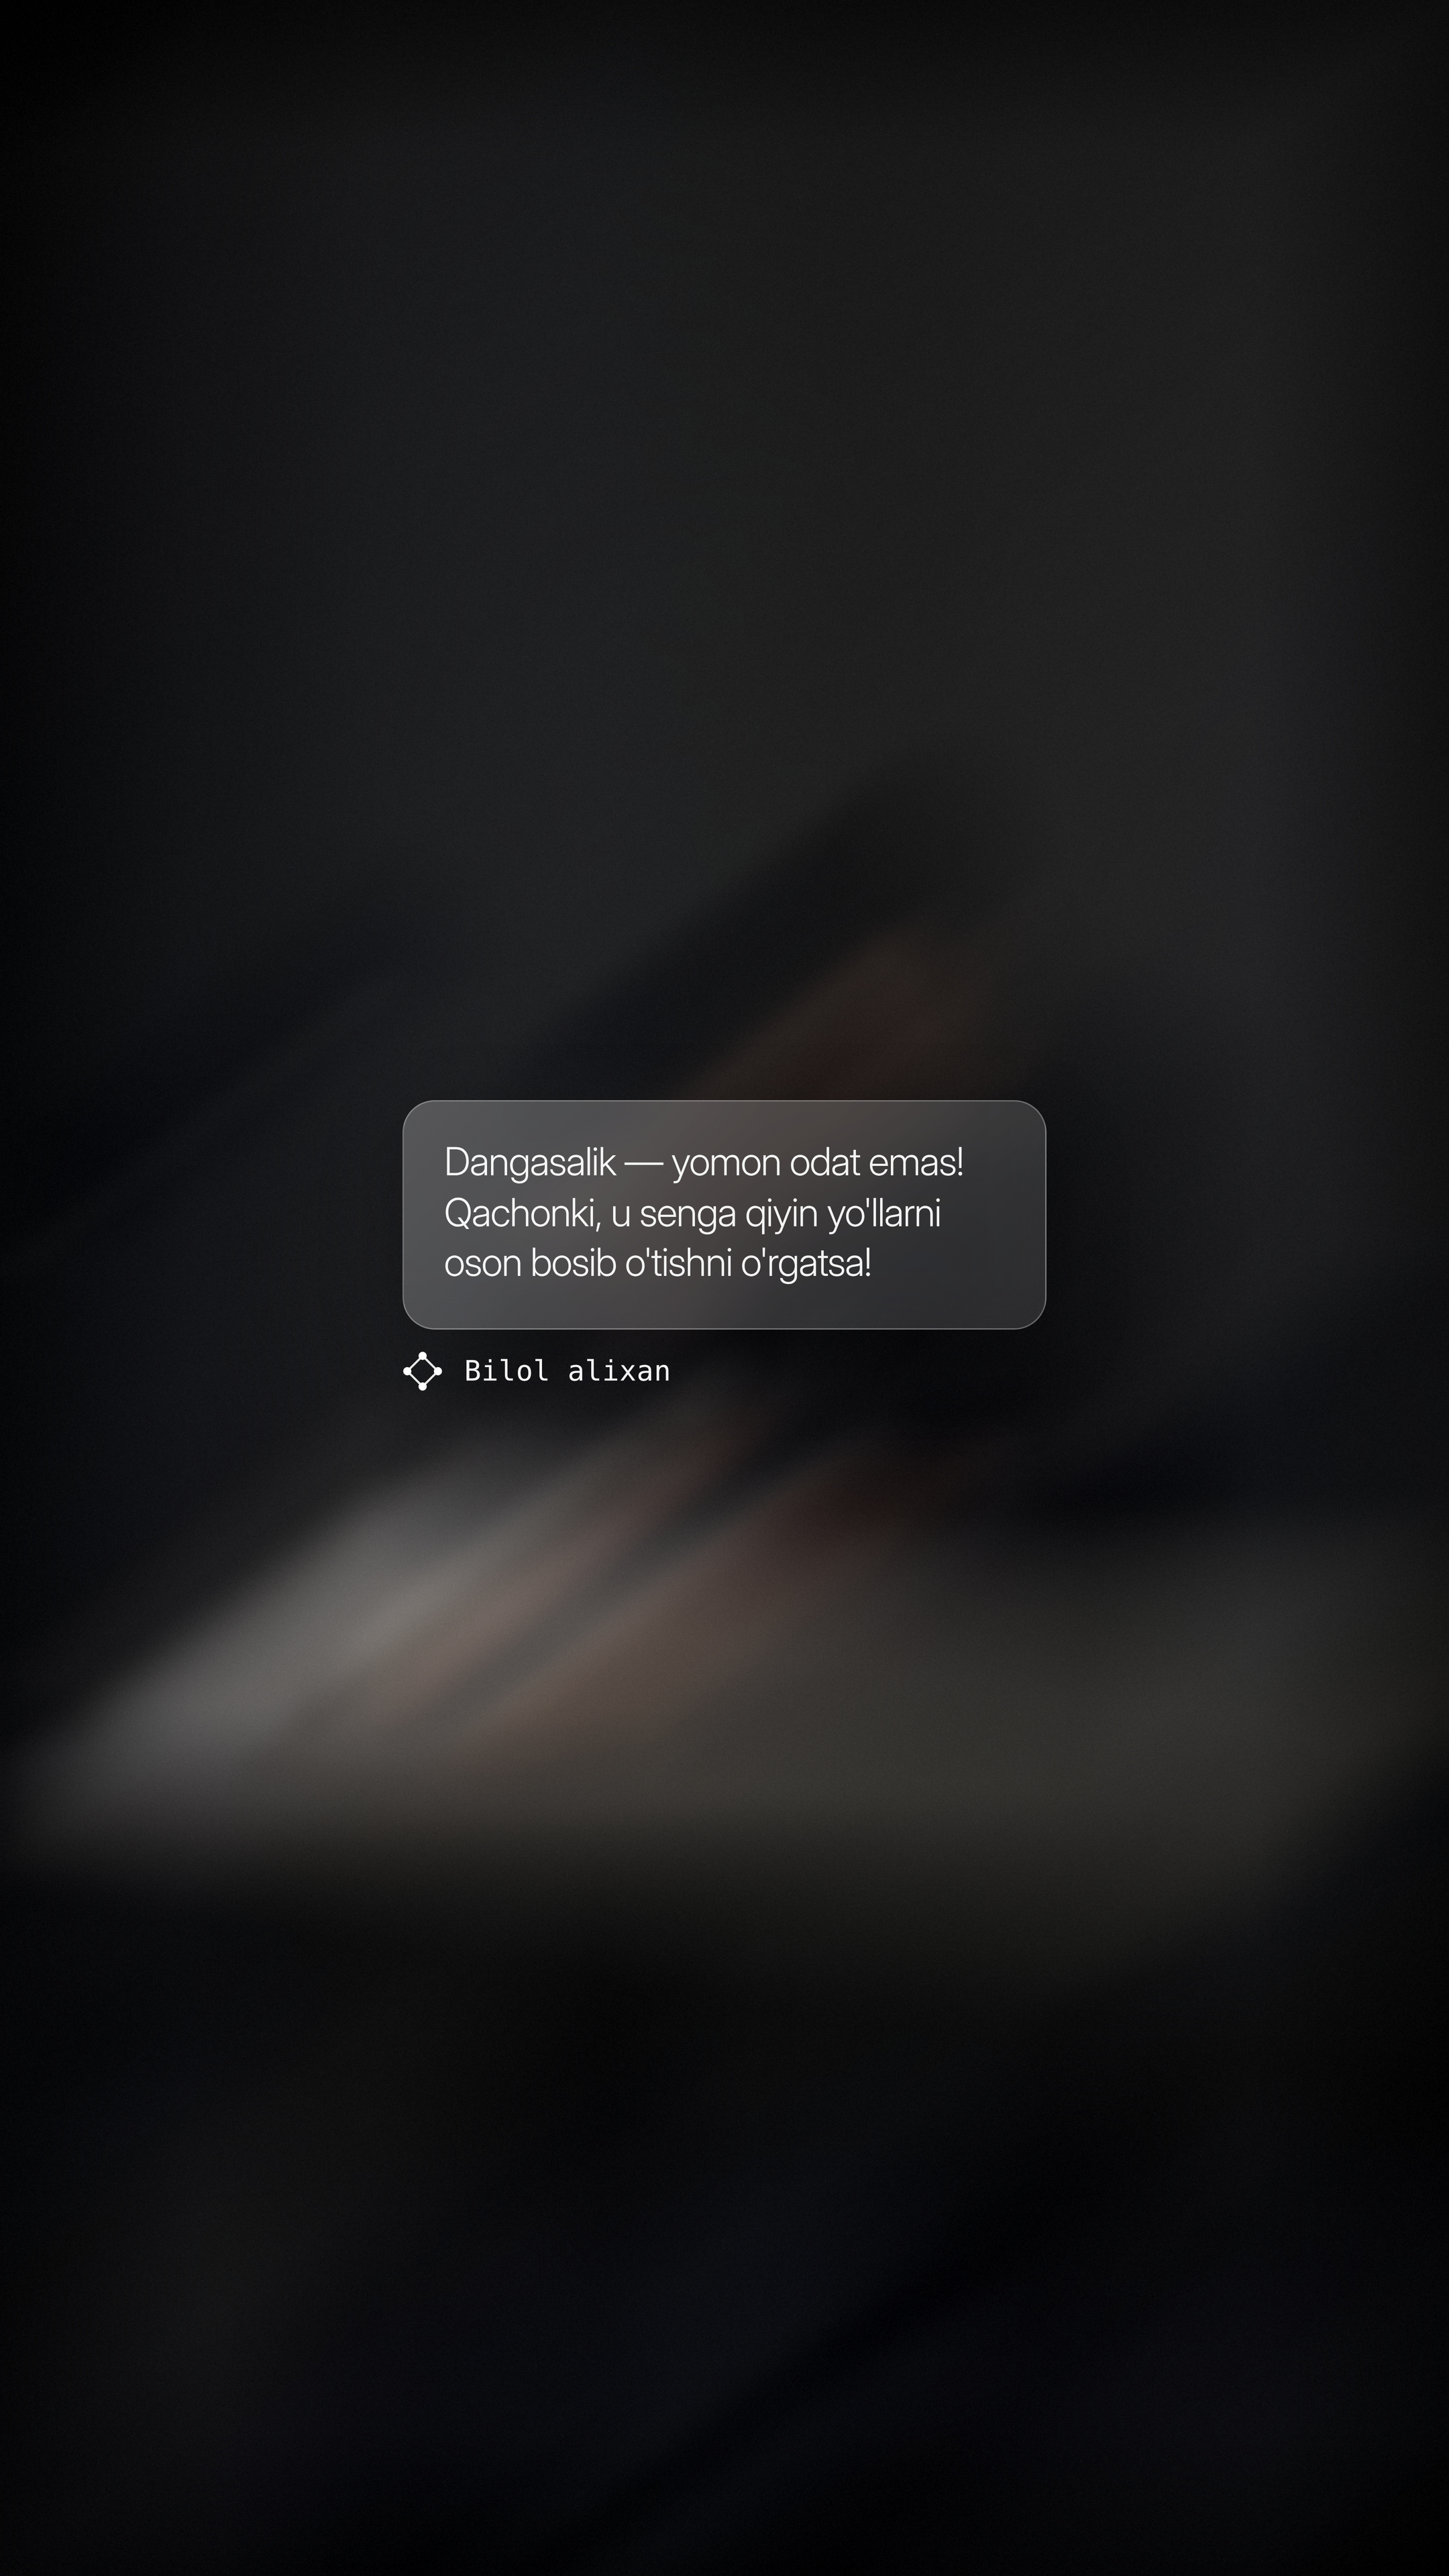 Dangasalik — yomon odat emas!
Qachonki, u senga qiyin yo'llarni
oson bosib o'tishni o'rgatsa!
Bilol alixan